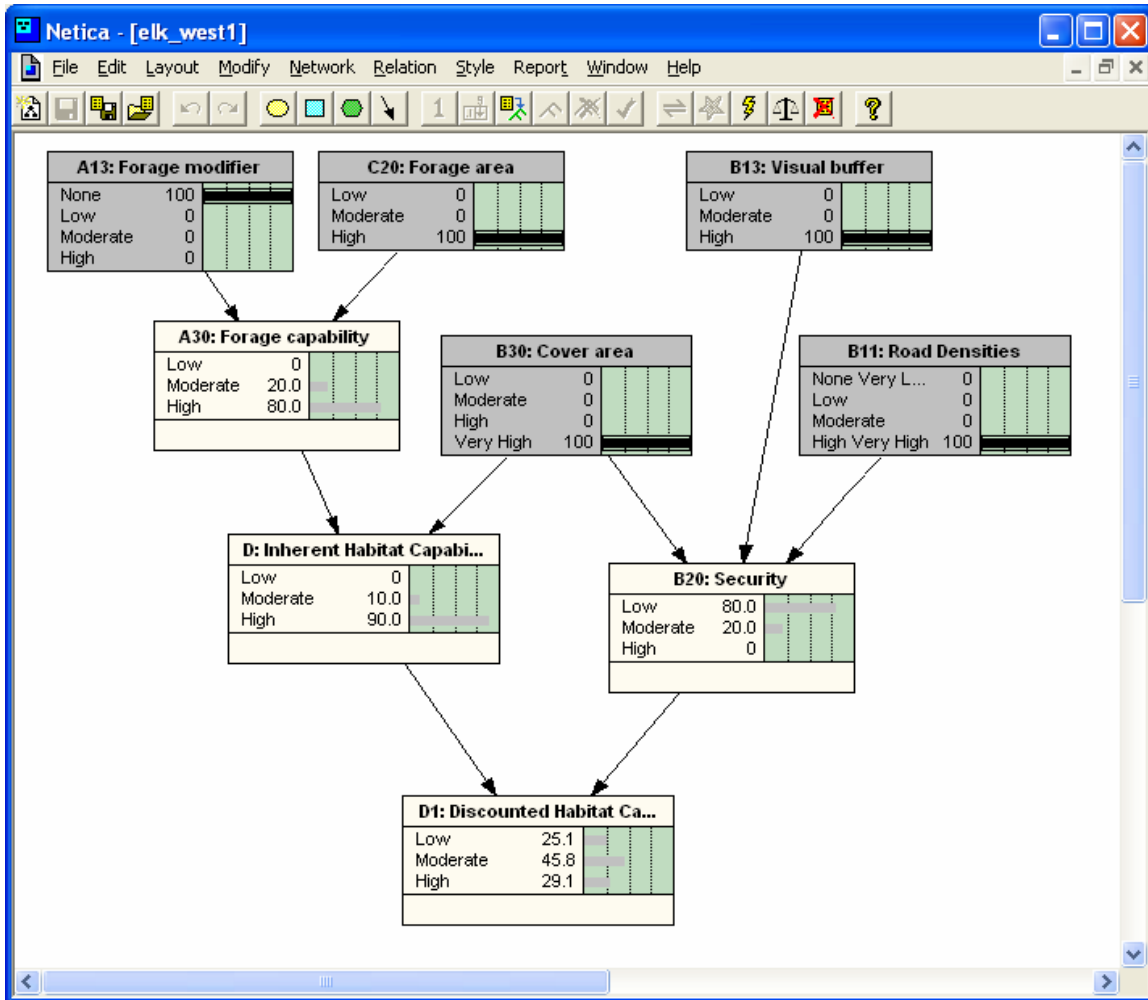 Netica - [elk_west1]
File Edit Layout Modify Network Relation Style Report Window Help
1
?
A13: Forage modifier
None 100
Low 0
Moderate 0
High 0
C20: Forage area
Low 0
Moderate 0
High 100
B13: Visual buffer
Low 0
Moderate 0
High 100
A30: Forage capability
Low 0
Moderate 20.0
High 80.0
B30: Cover area
Low 0
Moderate 0
High 0
Very High 100
B11: Road Densities
None Very L... 0
Low 0
Moderate 0
High Very High 100
D: Inherent Habitat Capabi...
Low 0
Moderate 10.0
High 90.0
B20: Security
Low 80.0
Moderate 20.0
High 0
D1: Discounted Habitat Ca...
Low 25.1
Moderate 45.8
High 29.1